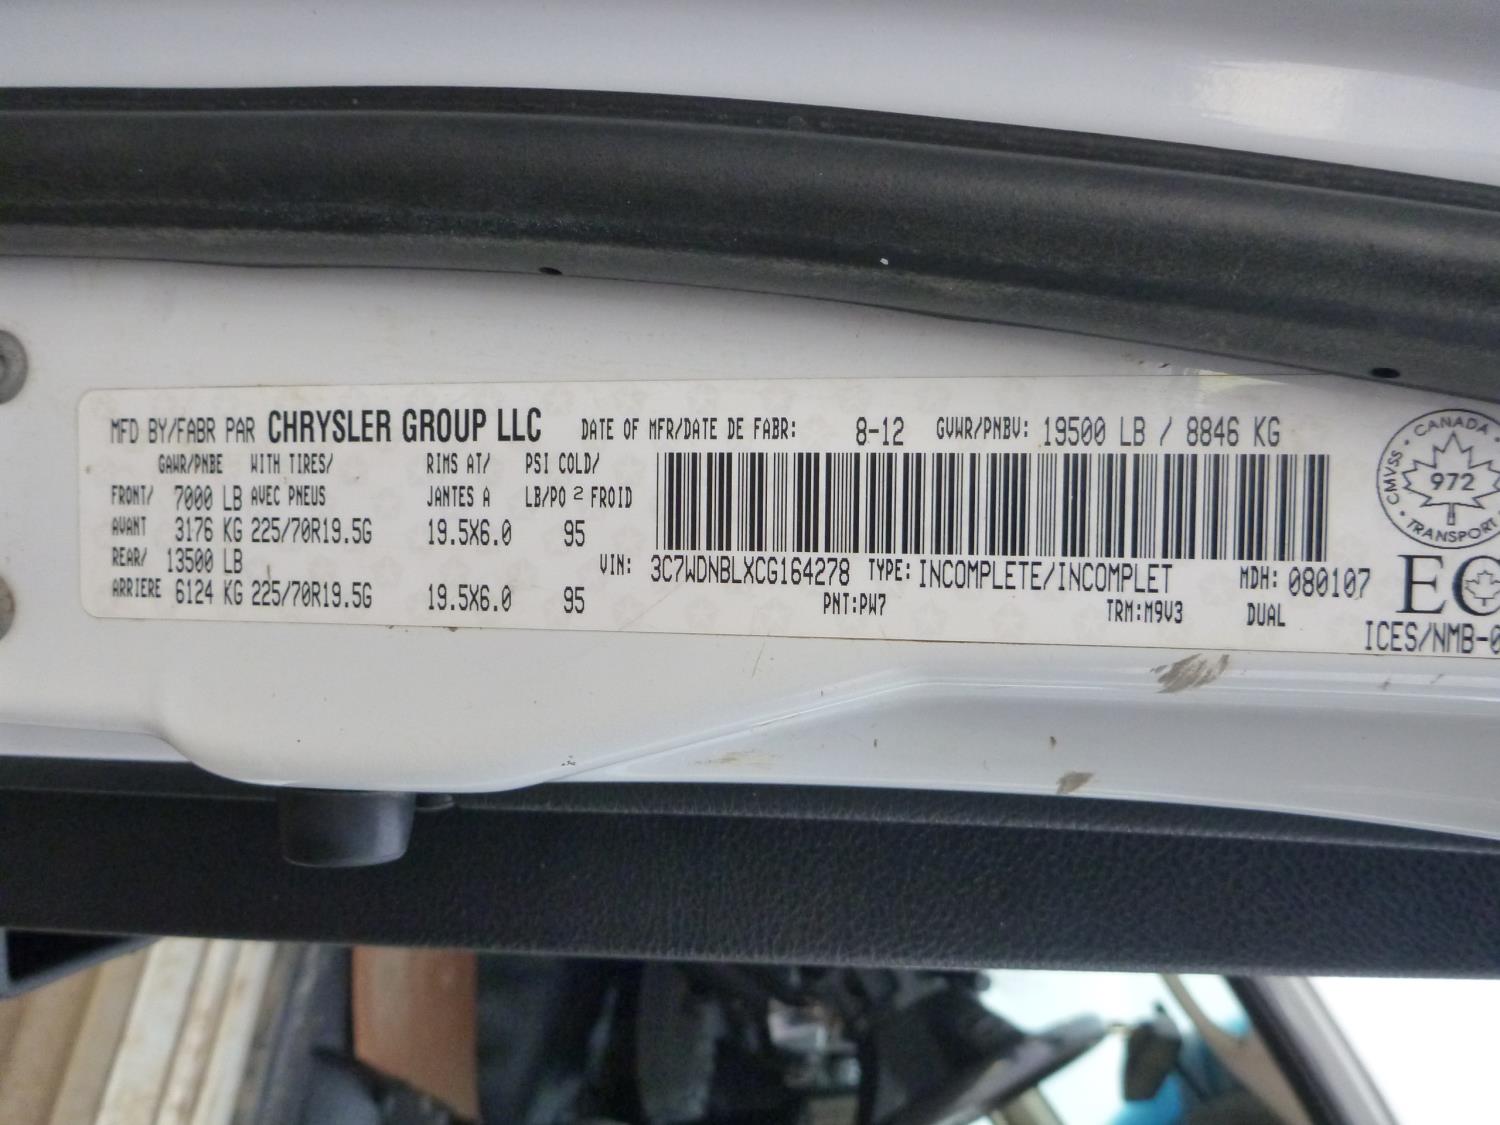 MFD BY/FABR PAR CHRYSLER GROUP LLC DATE OF MFR/DATE DE FABR: 8-12 GVWR/PNBV: 19500 LB / 8846 KG
GAWR/PNBE WITH TIRES/ RIMS AT/ PSI COLD/
FRONT/ 7000 LB AVEC PNEUS JANTES A LB/PO 2 FROID
AVANT 3176 KG 225/70R19.5G 19.5X6.0 95
REAR/ 13500 LB
ARRIERE 6124 KG 225/70R19.5G 19.5X6.0 95
VIN: 3C7WDNBLXCG164278 TYPE: INCOMPLETE/INCOMPLET MDH: 080107
PNT:PW7 TRM:M9V3 DUAL
CANADA
CMVSS
972
TRANSPORT
EC
ICES/NMB-0